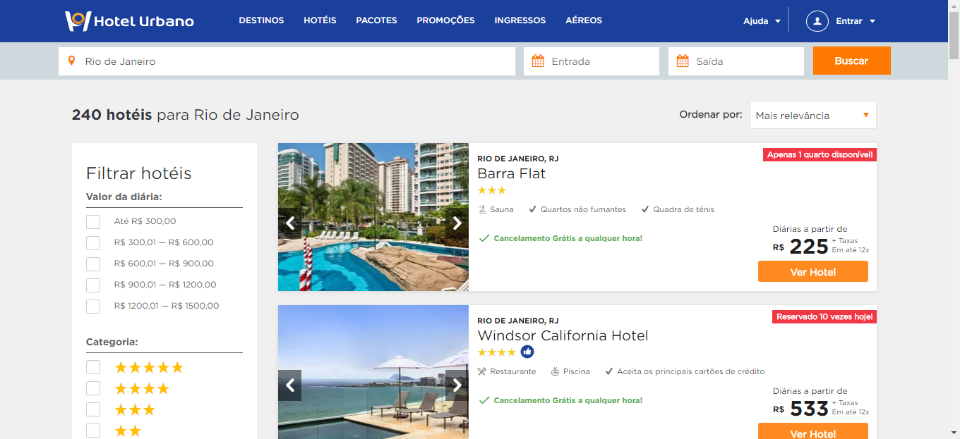 Hotel Urbano
DESTINOS HOTÉIS PACOTES PROMOÇÕES INGRESSOS AÉREOS
Ajuda Entrar
Rio de Janeiro Entrada Saída Buscar
240 hotéis para Rio de Janeiro
Ordenar por: Mais relevância
Filtrar hotéis
Valor da diária:
Até R$ 300,00
R$ 300,01 — R$ 600,00
R$ 600,01 — R$ 900,00
R$ 900,01 — R$ 1200,00
R$ 1200,01 — R$ 1500,00
Categoria:
Apenas 1 quarto disponível!
RIO DE JANEIRO, RJ
Barra Flat
Sauna Quartos não fumantes Quadra de tênis
Cancelamento Grátis a qualquer hora!
Diárias a partir de
R$ 225 + Taxas
Em até 12x
Ver Hotel
Reservado 10 vezes hoje!
RIO DE JANEIRO, RJ
Windsor California Hotel
Restaurante Piscina Aceita os principais cartões de crédito
Cancelamento Grátis a qualquer hora!
Diárias a partir de
R$ 533 + Taxas
Em até 12x
Ver Hotel